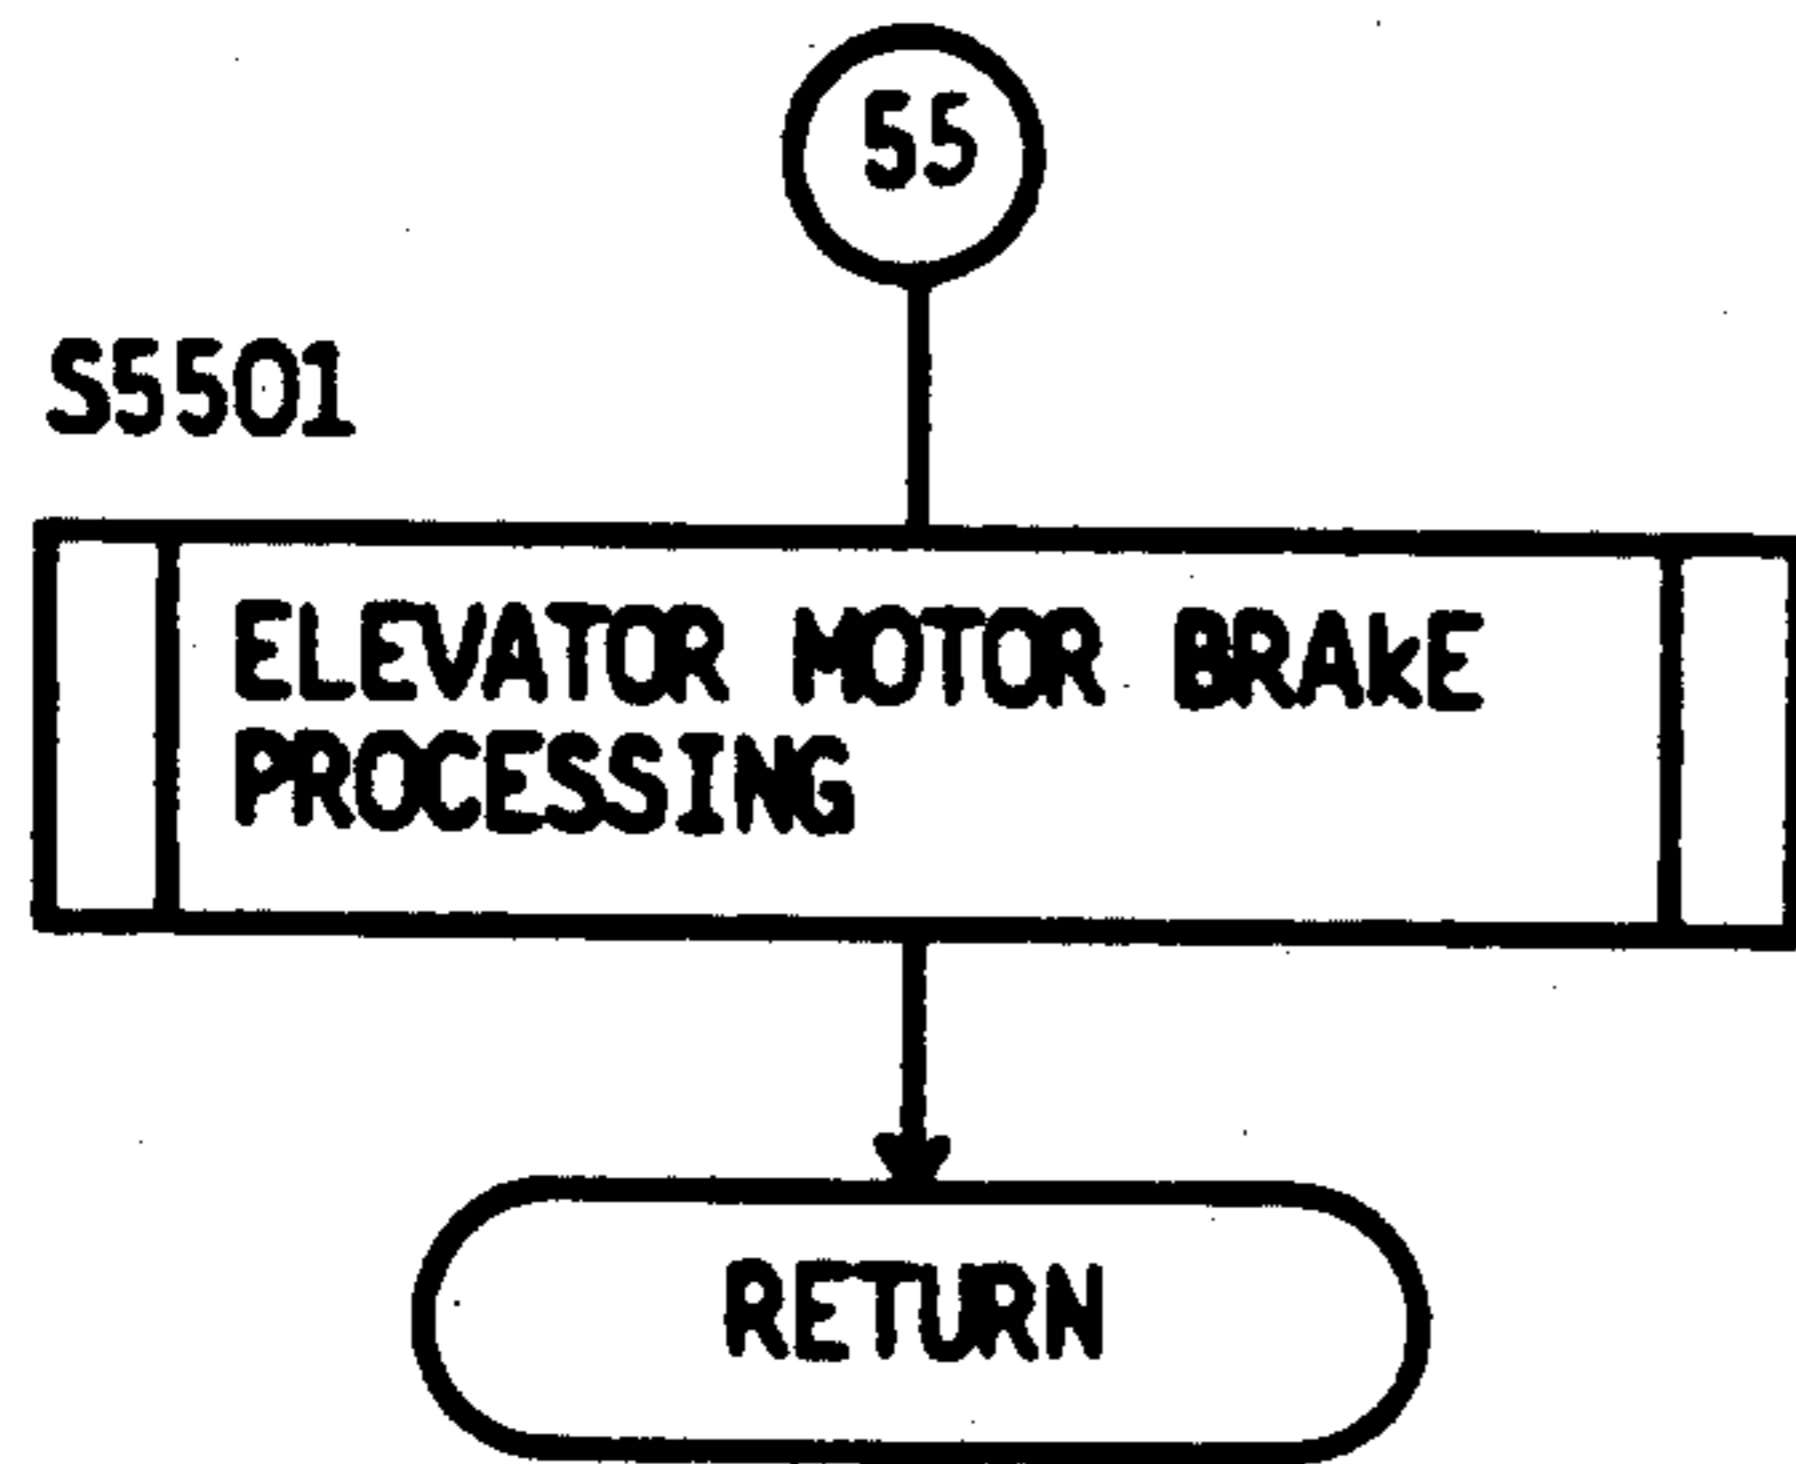 55
S5501
ELEVATOR MOTOR BRAKE
PROCESSING
RETURN